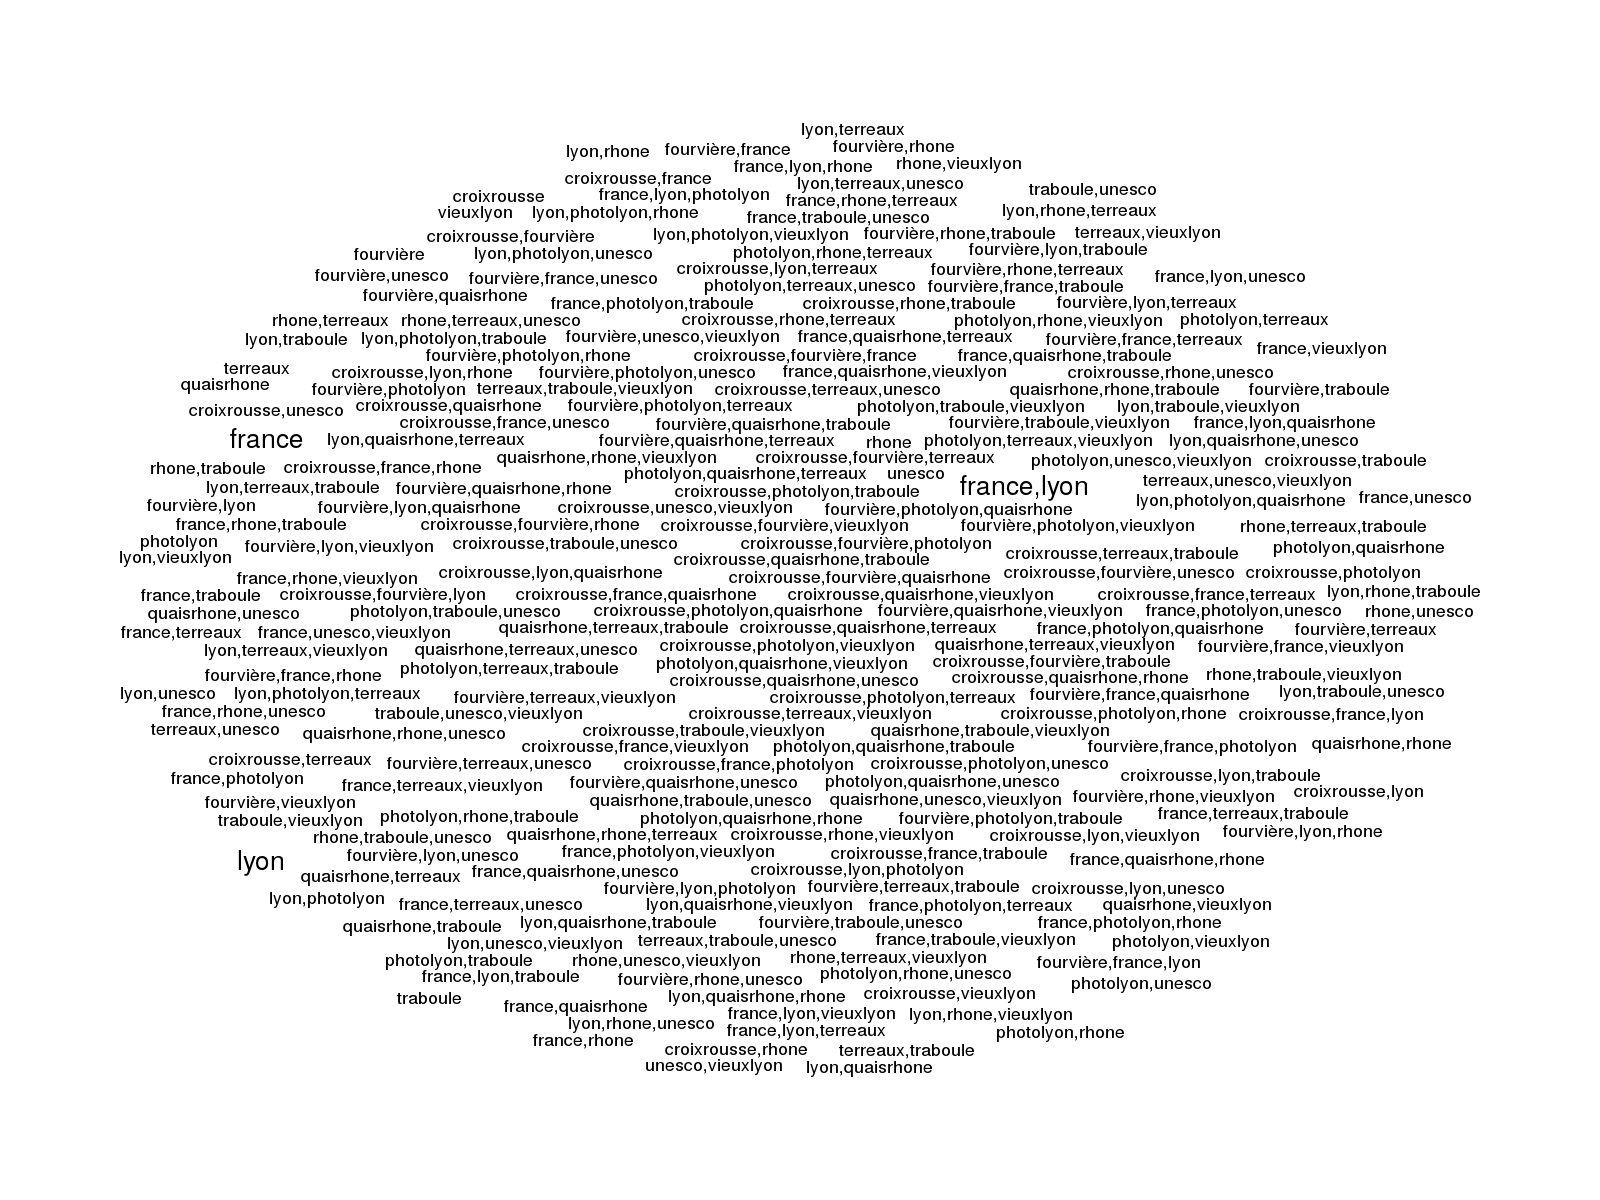 lyon,terreaux
lyon,rhone fourvière,france fourvière,rhone
france,lyon,rhone rhone,vieuxlyon
croixrousse,france lyon,terreaux,unesco traboule,unesco
croixrousse france,lyon,photolyon france,rhone,terreaux
vieuxlyon lyon,photolyon,rhone france,traboule,unesco lyon,rhone,terreaux
croixrousse,fourvière lyon,photolyon,vieuxlyon fourvière,rhone,traboule terreaux,vieuxlyon
fourvière lyon,photolyon,unesco photolyon,rhone,terreaux fourvière,lyon,traboule
fourvière,unesco fourvière,france,unesco croixrousse,lyon,terreaux fourvière,rhone,terreaux france,lyon,unesco
photolyon,terreaux,unesco fourvière,france,traboule
fourvière,quaisrhone france,photolyon,traboule croixrousse,rhone,traboule fourvière,lyon,terreaux
rhone,terreaux rhone,terreaux,unesco croixrousse,rhone,terreaux photolyon,rhone,vieuxlyon photolyon,terreaux
lyon,traboule lyon,photolyon,traboule fourvière,unesco,vieuxlyon france,quaisrhone,terreaux fourvière,france,terreaux
fourvière,photolyon,rhone croixrousse,fourvière,france france,quaisrhone,traboule france,vieuxlyon
terreaux croixrousse,lyon,rhone fourvière,photolyon,unesco france,quaisrhone,vieuxlyon croixrousse,rhone,unesco
quaisrhone fourvière,photolyon terreaux,traboule,vieuxlyon croixrousse,terreaux,unesco quaisrhone,rhone,traboule fourvière,traboule
croixrousse,unesco croixrousse,quaisrhone fourvière,photolyon,terreaux photolyon,traboule,vieuxlyon lyon,traboule,vieuxlyon
croixrousse,france,unesco fourvière,quaisrhone,traboule fourvière,traboule,vieuxlyon france,lyon,quaisrhone
france lyon,quaisrhone,terreaux fourvière,quaisrhone,terreaux rhone photolyon,terreaux,vieuxlyon lyon,quaisrhone,unesco
quaisrhone,rhone,vieuxlyon croixrousse,fourvière,terreaux photolyon,unesco,vieuxlyon croixrousse,traboule
rhone,traboule croixrousse,france,rhone photolyon,quaisrhone,terreaux unesco
lyon,terreaux,traboule fourvière,quaisrhone,rhone croixrousse,photolyon,traboule france,lyon terreaux,unesco,vieuxlyon
fourvière,lyon fourvière,lyon,quaisrhone croixrousse,unesco,vieuxlyon fourvière,photolyon,quaisrhone lyon,photolyon,quaisrhone france,unesco
france,rhone,traboule croixrousse,fourvière,rhone croixrousse,fourvière,vieuxlyon fourvière,photolyon,vieuxlyon rhone,terreaux,traboule
photolyon fourvière,lyon,vieuxlyon croixrousse,traboule,unesco croixrousse,fourvière,photolyon photolyon,quaisrhone
lyon,vieuxlyon croixrousse,quaisrhone,traboule croixrousse,terreaux,traboule
france,rhone,vieuxlyon croixrousse,lyon,quaisrhone croixrousse,fourvière,quaisrhone croixrousse,fourvière,unesco croixrousse,photolyon
france,traboule croixrousse,fourvière,lyon croixrousse,france,quaisrhone croixrousse,quaisrhone,vieuxlyon croixrousse,france,terreaux lyon,rhone,traboule
quaisrhone,unesco photolyon,traboule,unesco croixrousse,photolyon,quaisrhone fourvière,quaisrhone,vieuxlyon france,photolyon,unesco rhone,unesco
france,terreaux france,unesco,vieuxlyon quaisrhone,terreaux,traboule croixrousse,quaisrhone,terreaux france,photolyon,quaisrhone fourvière,terreaux
lyon,terreaux,vieuxlyon quaisrhone,terreaux,unesco croixrousse,photolyon,vieuxlyon quaisrhone,terreaux,vieuxlyon fourvière,france,vieuxlyon
fourvière,france,rhone photolyon,terreaux,traboule photolyon,quaisrhone,vieuxlyon croixrousse,fourvière,traboule
croixrousse,quaisrhone,unesco croixrousse,quaisrhone,rhone rhone,traboule,vieuxlyon
lyon,unesco lyon,photolyon,terreaux fourvière,terreaux,vieuxlyon croixrousse,photolyon,terreaux fourvière,france,quaisrhone lyon,traboule,unesco
france,rhone,unesco traboule,unesco,vieuxlyon croixrousse,terreaux,vieuxlyon croixrousse,photolyon,rhone croixrousse,france,lyon
terreaux,unesco quaisrhone,rhone,unesco croixrousse,traboule,vieuxlyon quaisrhone,traboule,vieuxlyon
croixrousse,france,vieuxlyon photolyon,quaisrhone,traboule fourvière,france,photolyon quaisrhone,rhone
croixrousse,terreaux fourvière,terreaux,unesco croixrousse,france,photolyon croixrousse,photolyon,unesco
france,photolyon france,terreaux,vieuxlyon fourvière,quaisrhone,unesco photolyon,quaisrhone,unesco croixrousse,lyon,traboule
fourvière,vieuxlyon quaisrhone,traboule,unesco quaisrhone,unesco,vieuxlyon fourvière,rhone,vieuxlyon croixrousse,lyon
traboule,vieuxlyon photolyon,rhone,traboule photolyon,quaisrhone,rhone fourvière,photolyon,traboule france,terreaux,traboule
rhone,traboule,unesco quaisrhone,rhone,terreaux croixrousse,rhone,vieuxlyon croixrousse,lyon,vieuxlyon fourvière,lyon,rhone
lyon fourvière,lyon,unesco france,photolyon,vieuxlyon croixrousse,france,traboule france,quaisrhone,rhone
quaisrhone,terreaux france,quaisrhone,unesco croixrousse,lyon,photolyon
fourvière,lyon,photolyon fourvière,terreaux,traboule croixrousse,lyon,unesco
lyon,photolyon france,terreaux,unesco lyon,quaisrhone,vieuxlyon france,photolyon,terreaux quaisrhone,vieuxlyon
quaisrhone,traboule lyon,quaisrhone,traboule fourvière,traboule,unesco france,photolyon,rhone
lyon,unesco,vieuxlyon terreaux,traboule,unesco france,traboule,vieuxlyon photolyon,vieuxlyon
photolyon,traboule rhone,unesco,vieuxlyon rhone,terreaux,vieuxlyon fourvière,france,lyon
france,lyon,traboule fourvière,rhone,unesco photolyon,rhone,unesco photolyon,unesco
traboule lyon,quaisrhone,rhone croixrousse,vieuxlyon
france,quaisrhone france,lyon,vieuxlyon lyon,rhone,vieuxlyon
lyon,rhone,unesco france,lyon,terreaux photolyon,rhone
france,rhone croixrousse,rhone terreaux,traboule
unesco,vieuxlyon lyon,quaisrhone